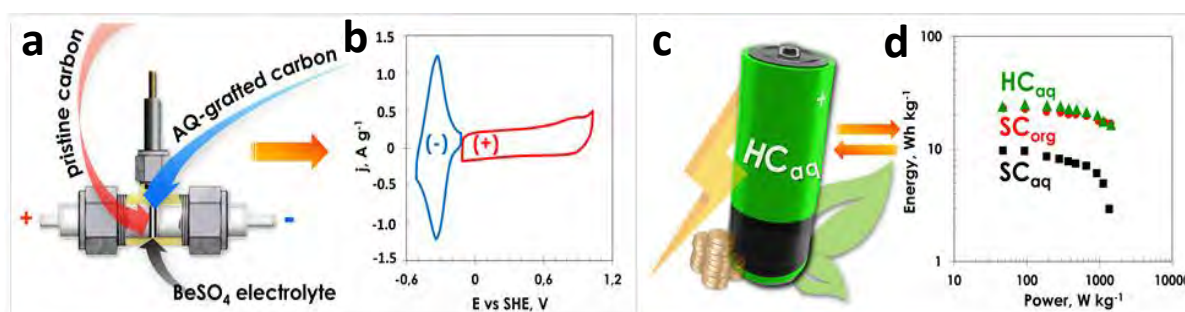 a
pristine carbon
AQ-grafted carbon
+
-
BeSO₄ electrolyte
b
j, A g⁻¹
1.5
1.0
0.5
0
-0.5
-1.0
-1.5
(-)
(+)
-0,6
0
0,6
1,2
E vs SHE, V
c
+
HCaq
d
Energy, Wh kg⁻¹
100
10
1
HCaq
SCorg
SCaq
10
100
1000
10000
Power, W kg⁻¹